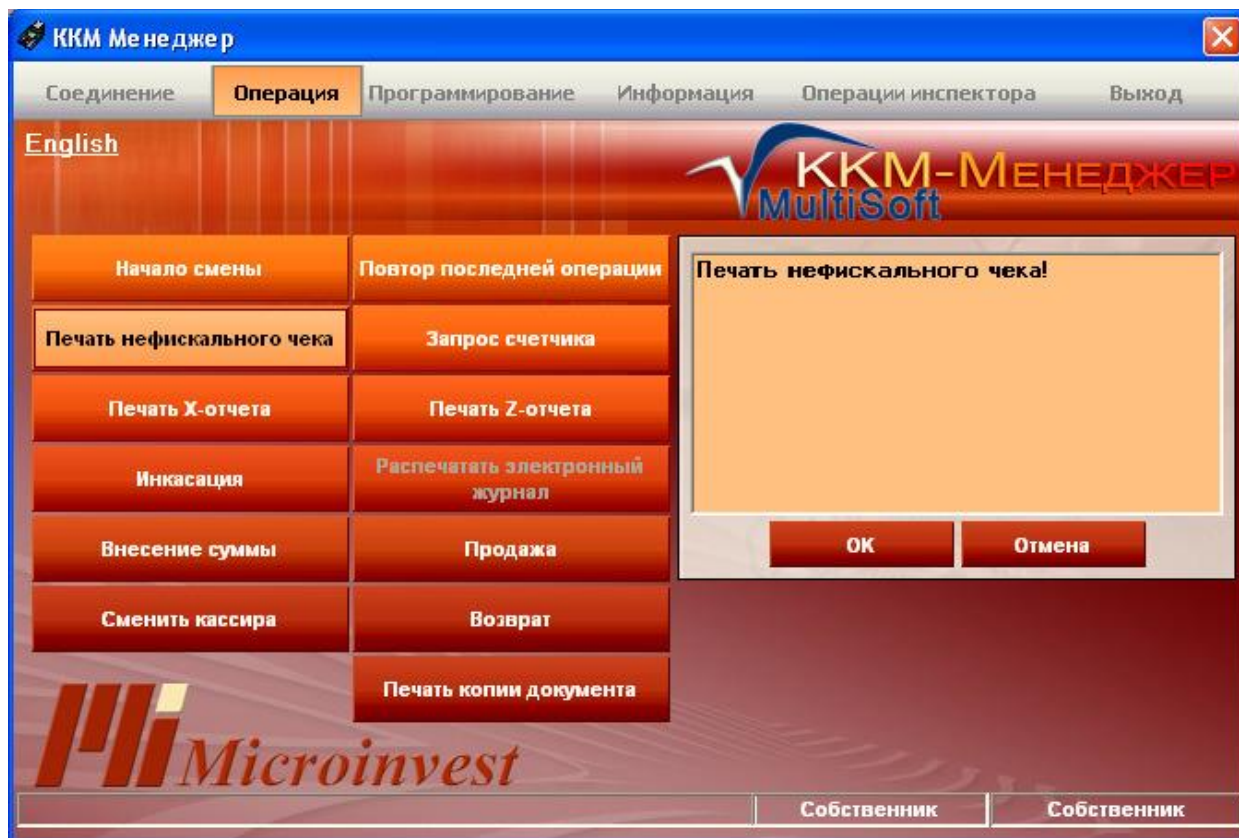 ККМ Менеджер
Соединение Операция Программирование Информация Операции инспектора Выход
English
ККМ-МЕНЕДЖЕР
MultiSoft
Начало смены Повтор последней операции
Печать нефискального чека Запрос счетчика
Печать X-отчета Печать Z-отчета
Инкасация Распечатать электронный
журнал
Внесение суммы Продажа
Сменить кассира Возврат
Печать копии документа
Печать нефискального чека!
OK Отмена
Microinvest
Собственник Собственник